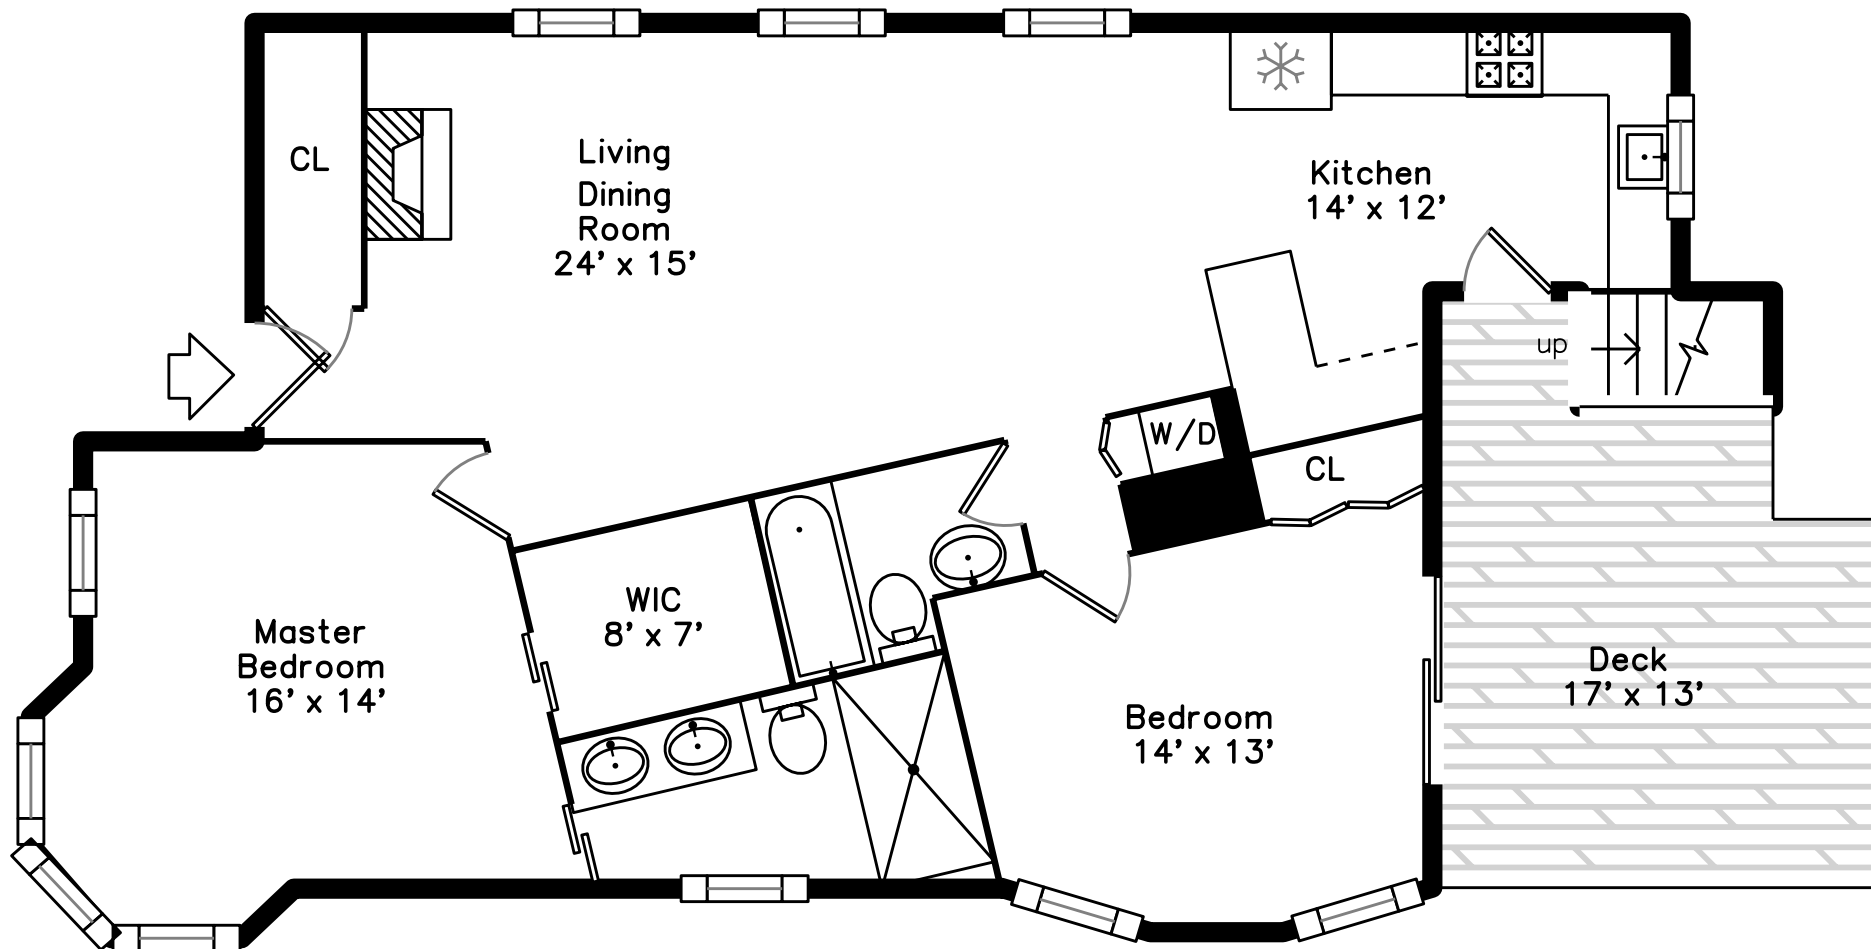 CL
Living
Dining
Room
24' x 15'
Kitchen
14' x 12'
up
W/D
CL
WIC
8' x 7'
Master
Bedroom
16' x 14'
Deck
17' x 13'
Bedroom
14' x 13'